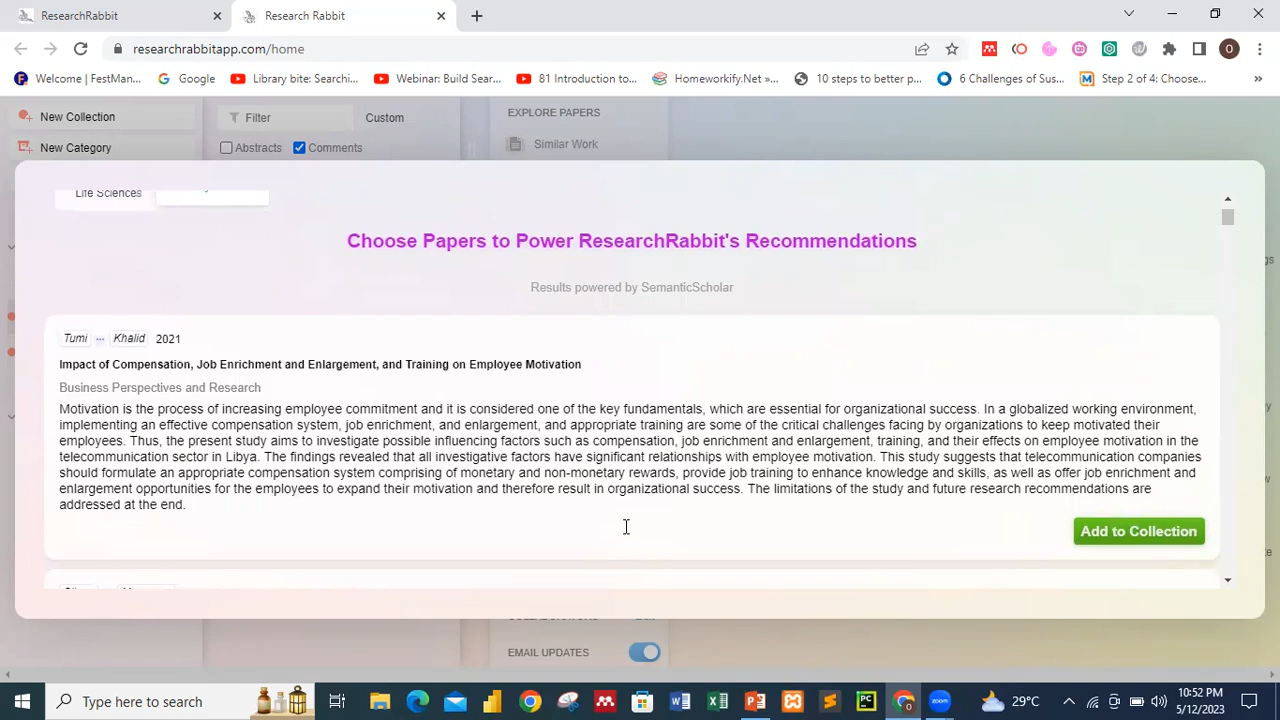 ResearchRabbit
Research Rabbit
researchrabbitapp.com/home
O
Welcome | FestMan...
Google
Library bite: Searchi...
Webinar: Build Sear...
81 Introduction to...
Homeworkify.Net »...
10 steps to better p...
6 Challenges of Sus...
Step 2 of 4: Choose...
»
New Collection
Filter
Custom
EXPLORE PAPERS
New Category
Abstracts
Comments
Similar Work
Life Sciences
Choose Papers to Power ResearchRabbit's Recommendations
Results powered by SemanticScholar
Tumi ... Khalid 2021
Impact of Compensation, Job Enrichment and Enlargement, and Training on Employee Motivation
Business Perspectives and Research
Motivation is the process of increasing employee commitment and it is considered one of the key fundamentals, which are essential for organizational success. In a globalized working environment,
implementing an effective compensation system, job enrichment, and enlargement, and appropriate training are some of the critical challenges facing by organizations to keep motivated their
employees. Thus, the present study aims to investigate possible influencing factors such as compensation, job enrichment and enlargement, training, and their effects on employee motivation in the
telecommunication sector in Libya. The findings revealed that all investigative factors have significant relationships with employee motivation. This study suggests that telecommunication companies
should formulate an appropriate compensation system comprising of monetary and non-monetary rewards, provide job training to enhance knowledge and skills, as well as offer job enrichment and
enlargement opportunities for the employees to expand their motivation and therefore result in organizational success. The limitations of the study and future research recommendations are
addressed at the end.
Add to Collection
EMAIL UPDATES
Type here to search
PC
zoom
29°C
10:52 PM
5/12/2023